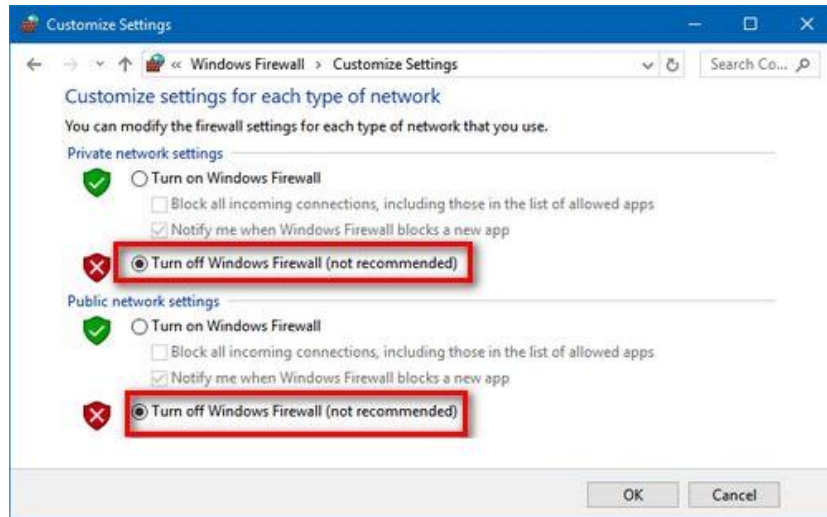 Customize Settings
« Windows Firewall > Customize Settings
Search Co...
Customize settings for each type of network
You can modify the firewall settings for each type of network that you use.
Private network settings
Turn on Windows Firewall
Block all incoming connections, including those in the list of allowed apps
Notify me when Windows Firewall blocks a new app
Turn off Windows Firewall (not recommended)
Public network settings
Turn on Windows Firewall
Block all incoming connections, including those in the list of allowed apps
Notify me when Windows Firewall blocks a new app
Turn off Windows Firewall (not recommended)
OK
Cancel